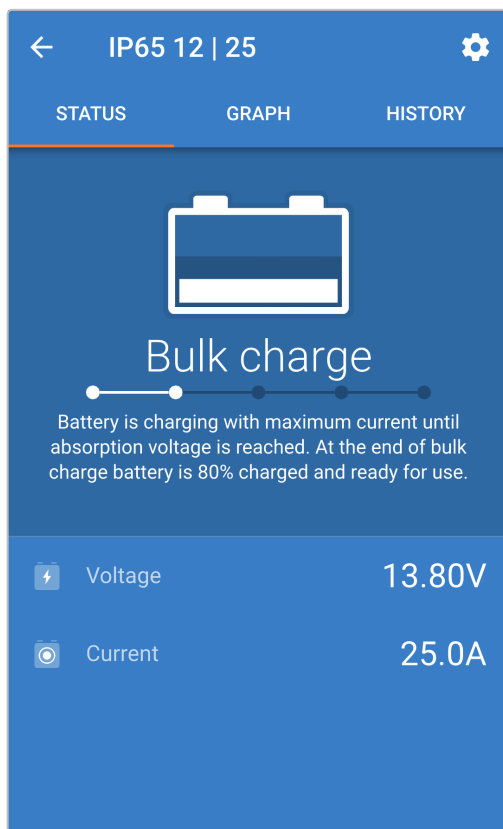 IP65 12 | 25
STATUS GRAPH HISTORY
Bulk charge
Battery is charging with maximum current until
absorption voltage is reached. At the end of bulk
charge battery is 80% charged and ready for use.
Voltage 13.80V
Current 25.0A